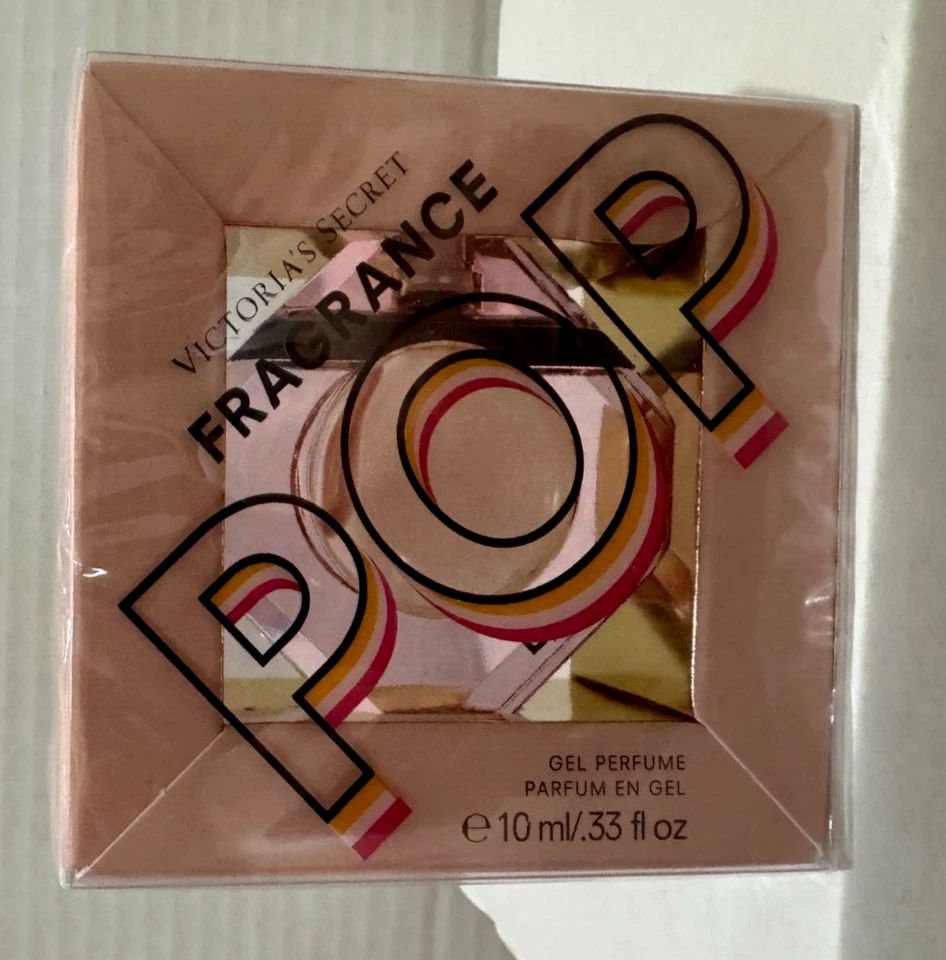 VICTORIA'S SECRET
FRAGRANCE
POP
GEL PERFUME
PARFUM EN GEL
℮ 10 ml/.33 fl oz